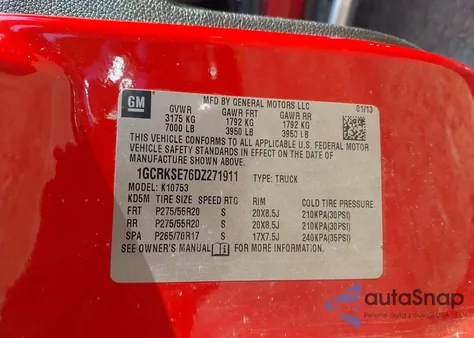 GM
MFD BY GENERAL MOTORS LLC 01/13
GVWR GAWR FRT GAWR RR
3175 KG 1792 KG 1792 KG
7000 LB 3950 LB 3950 LB
THIS VEHICLE CONFORMS TO ALL APPLICABLE U.S. FEDERAL MOTOR
VEHICLE SAFETY STANDARDS IN EFFECT ON THE DATE OF
MANUFACTURE SHOWN ABOVE.
1GCRKSE76DZ271911 TYPE: TRUCK
MODEL: K10753
KD5M TIRE SIZE SPEED RTG RIM COLD TIRE PRESSURE
FRT P275/55R20 S 20X8.5J 210KPA(30PSI)
RR P275/55R20 S 20X8.5J 210KPA(30PSI)
SPA P265/70R17 S 17X7.5J 240KPA(35PSI)
SEE OWNER'S MANUAL FOR MORE INFORMATION.
autoSnap